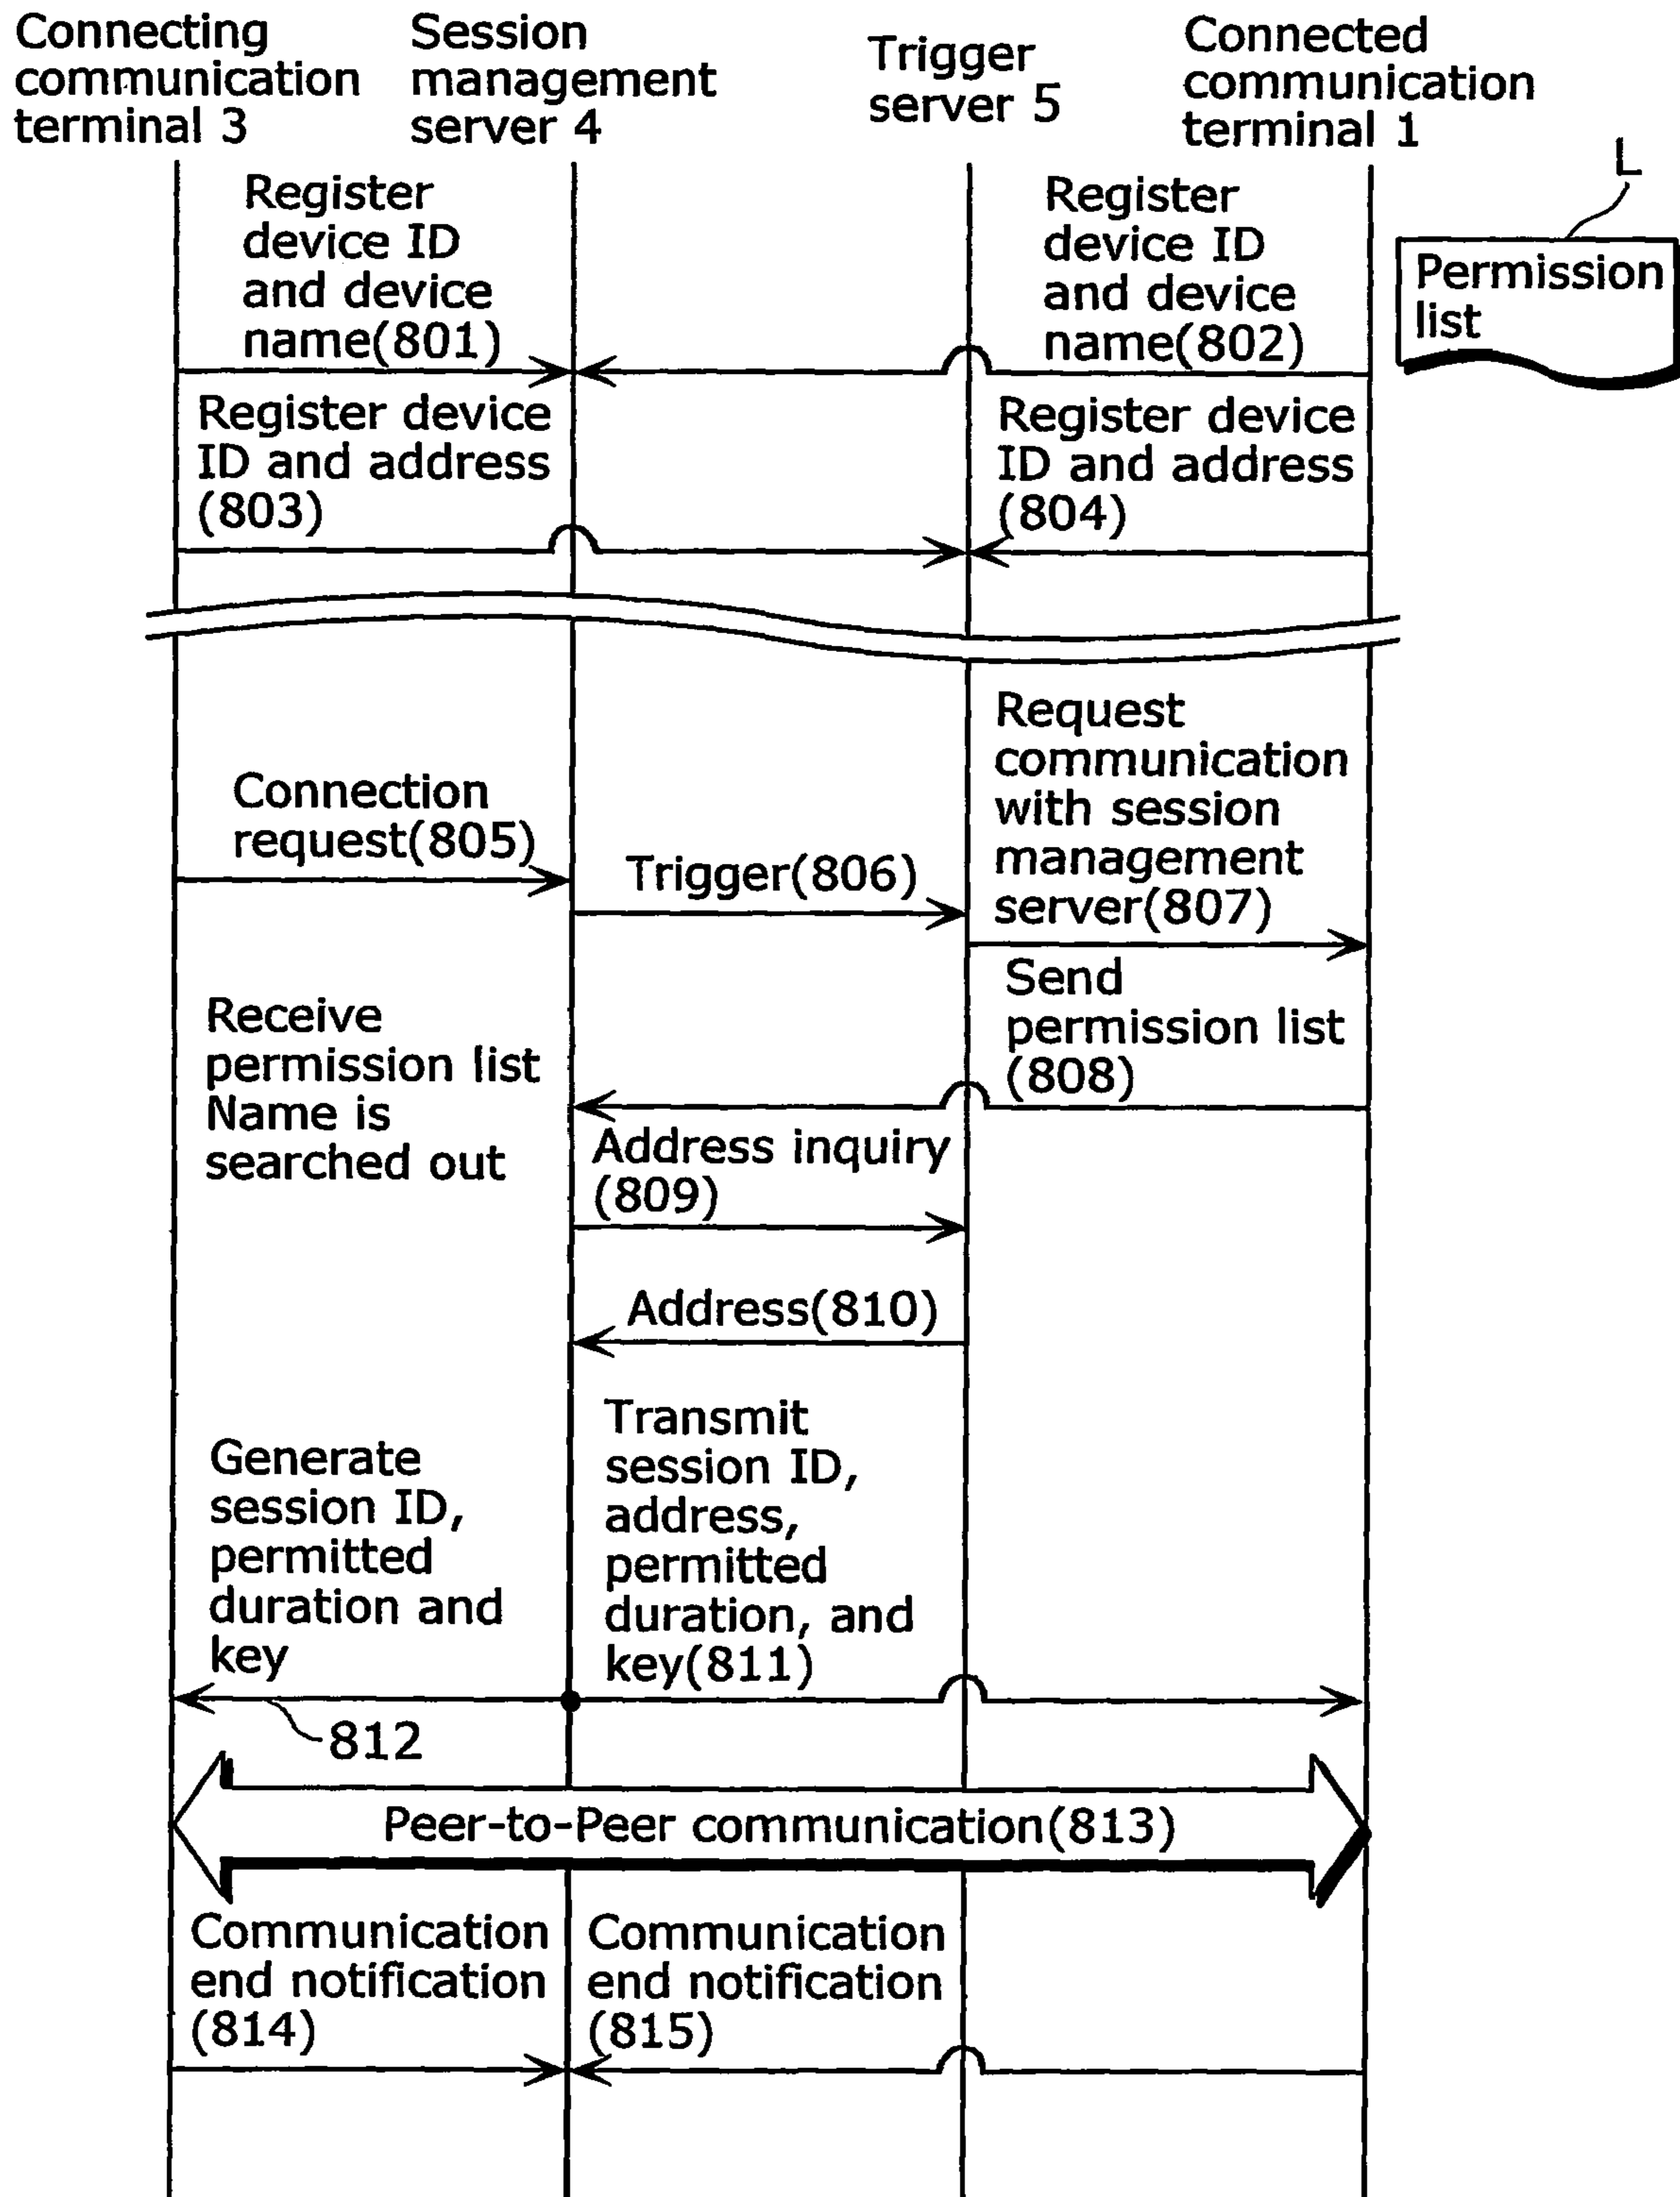 Connecting
communication
terminal 3
Session
management
server 4
Trigger
server 5
Connected
communication
terminal 1
L
Permission
list
Register
device ID
and device
name(801)
Register
device ID
and device
name(802)
Register device
ID and address
(803)
Register device
ID and address
(804)
Connection
request(805)
Trigger(806)
Request
communication
with session
management
server(807)
Send
permission list
(808)
Receive
permission list
Name is
searched out
Address inquiry
(809)
Address(810)
Generate
session ID,
permitted
duration and
key
Transmit
session ID,
address,
permitted
duration, and
key(811)
812
Peer-to-Peer communication(813)
Communication
end notification
(814)
Communication
end notification
(815)